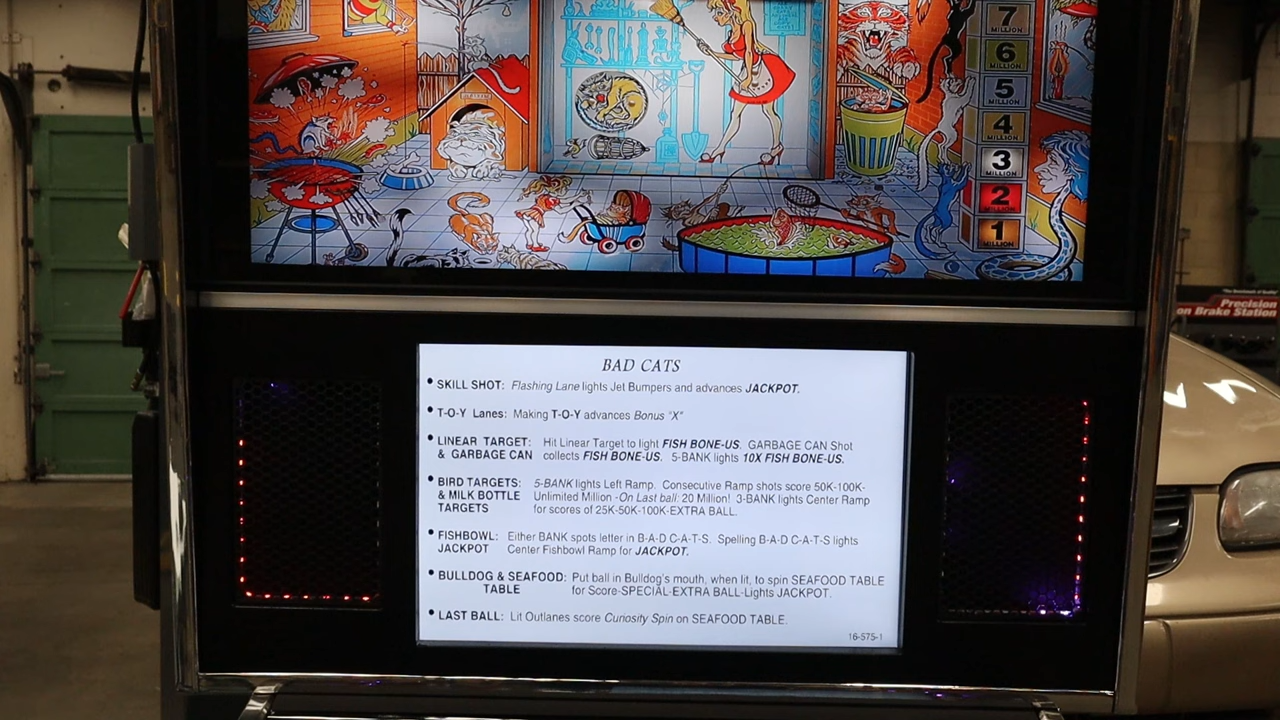 7
MILLION
6
MILLION
5
MILLION
4
MILLION
3
MILLION
2
MILLION
1
MILLION
Precision
on Brake Station
BAD CATS
• SKILL SHOT: Flashing Lane lights Jet Bumpers and advances JACKPOT.
• T-O-Y Lanes: Making T-O-Y advances Bonus "X"
• LINEAR TARGET: Hit Linear Target to light FISH BONE-US. GARBAGE CAN Shot
& GARBAGE CAN collects FISH BONE-US. 5-BANK lights 10X FISH BONE-US.
• BIRD TARGETS: 5-BANK lights Left Ramp. Consecutive Ramp shots score 50K-100K-
& MILK BOTTLE Unlimited Million -On Last ball: 20 Million! 3-BANK lights Center Ramp
TARGETS for scores of 25K-50K-100K-EXTRA BALL.
• FISHBOWL: Either BANK spots letter in B-A-D C-A-T-S. Spelling B-A-D C-A-T-S lights
JACKPOT Center Fishbowl Ramp for JACKPOT.
• BULLDOG & SEAFOOD: Put ball in Bulldog's mouth, when lit, to spin SEAFOOD TABLE
TABLE for Score-SPECIAL-EXTRA BALL-Lights JACKPOT.
• LAST BALL: Lit Outlanes score Curiosity Spin on SEAFOOD TABLE.
16-575-1